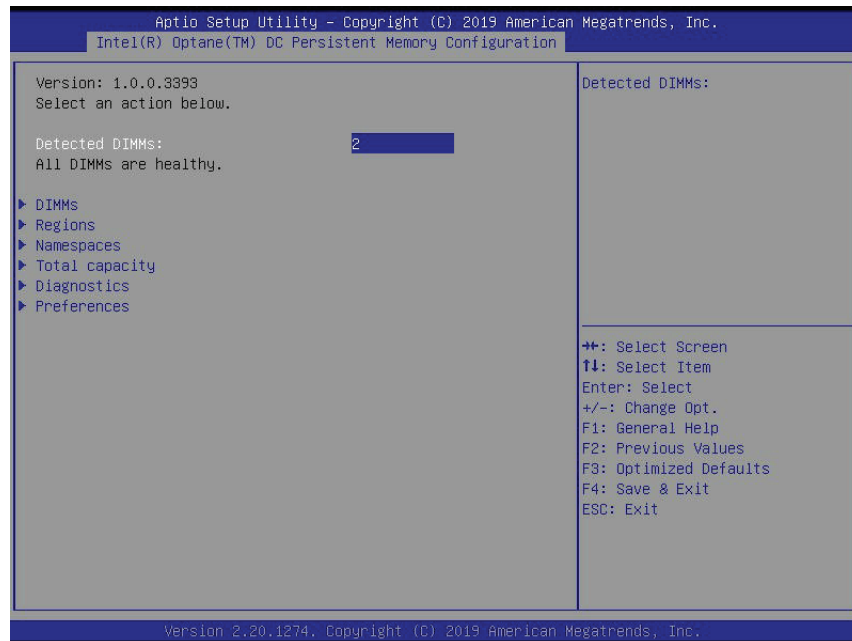 Aptio Setup Utility – Copyright (C) 2019 American Megatrends, Inc.
Intel(R) Optane(TM) DC Persistent Memory Configuration
Version: 1.0.0.3393
Select an action below.
Detected DIMMs: 2
All DIMMs are healthy.
DIMMs
Regions
Namespaces
Total capacity
Diagnostics
Preferences
Detected DIMMs:
→←: Select Screen
↑↓: Select Item
Enter: Select
+/-: Change Opt.
F1: General Help
F2: Previous Values
F3: Optimized Defaults
F4: Save & Exit
ESC: Exit
Version 2.20.1274. Copyright (C) 2019 American Megatrends, Inc.